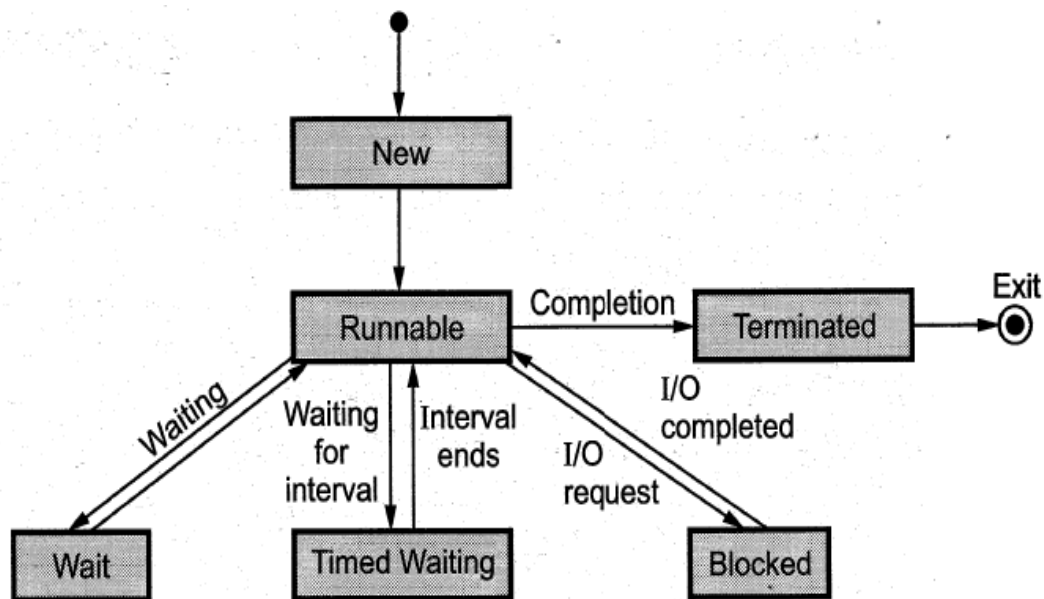 New
Exit
Runnable
Completion
Terminated
Waiting
Waiting
for
interval
Interval
ends
I/O
request
I/O
completed
Wait
Timed Waiting
Blocked